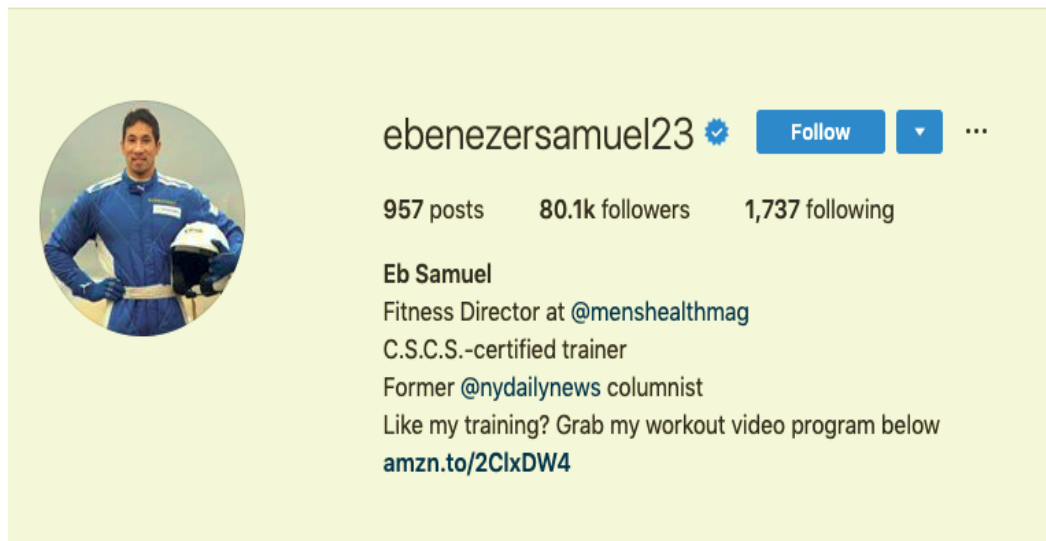 ebenezersamuel23 Follow
957 posts 80.1k followers 1,737 following
Eb Samuel
Fitness Director at @menshealthmag
C.S.C.S.-certified trainer
Former @nydailynews columnist
Like my training? Grab my workout video program below
amzn.to/2ClxDW4